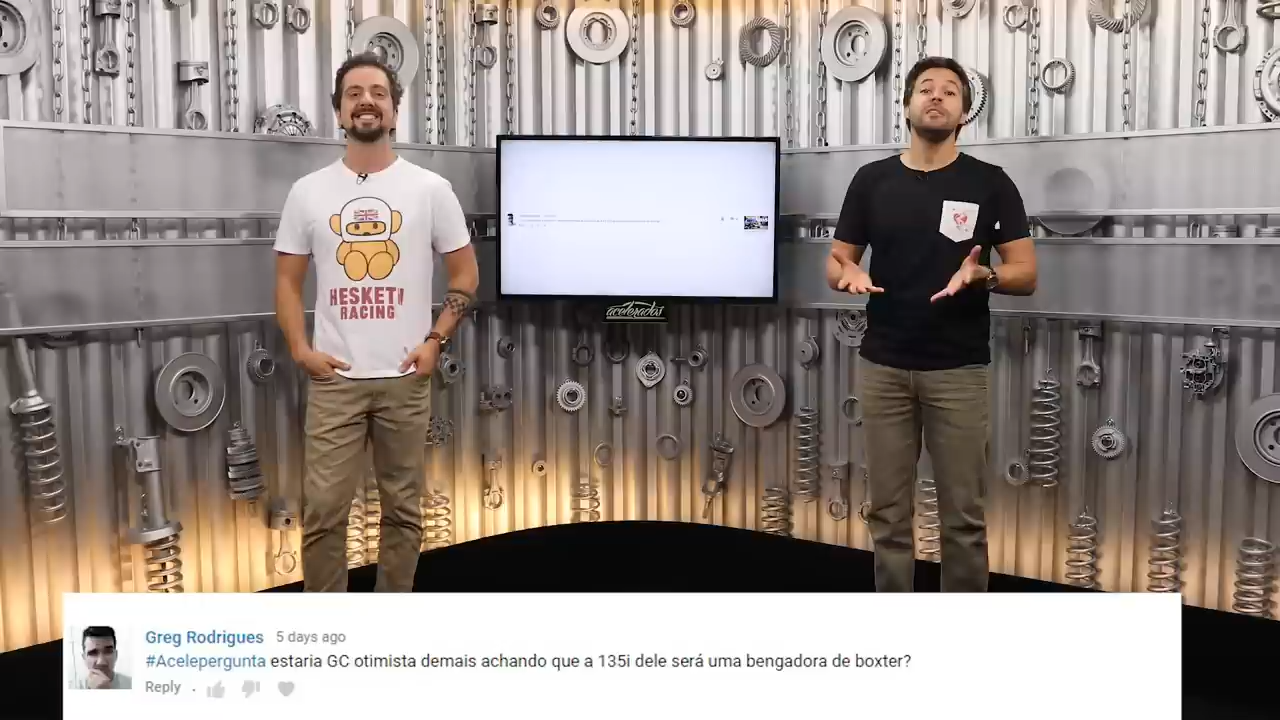 HESKETH
RACING
acelerados
Greg Rodrigues 5 days ago
#Acelepergunta estaria GC otimista demais achando que a 135i dele será uma bengadora de boxter?
Reply .